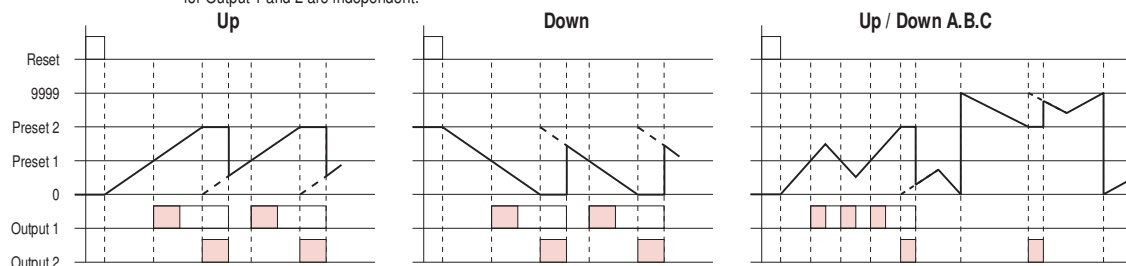 for Output 1 and 2 are independent.
Up
Down
Up / Down A.B.C
Reset
9999
Preset 2
Preset 1
0
Output 1
Output 2